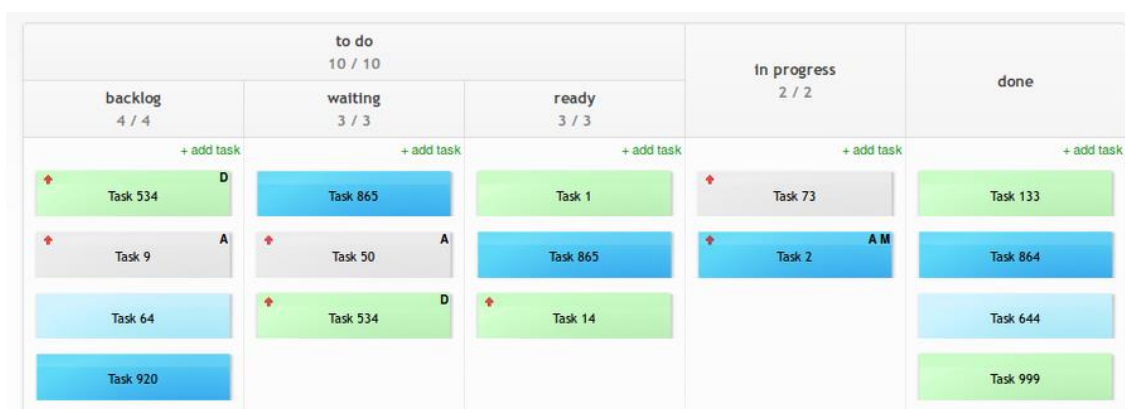 to do
10 / 10
in progress
2 / 2
done
backlog
4 / 4
waiting
3 / 3
ready
3 / 3
+ add task
+ add task
+ add task
+ add task
+ add task
D
Task 534
Task 865
Task 1
Task 73
Task 133
A
Task 9
A
Task 50
Task 865
A M
Task 2
Task 864
Task 64
D
Task 534
Task 14
Task 644
Task 920
Task 999